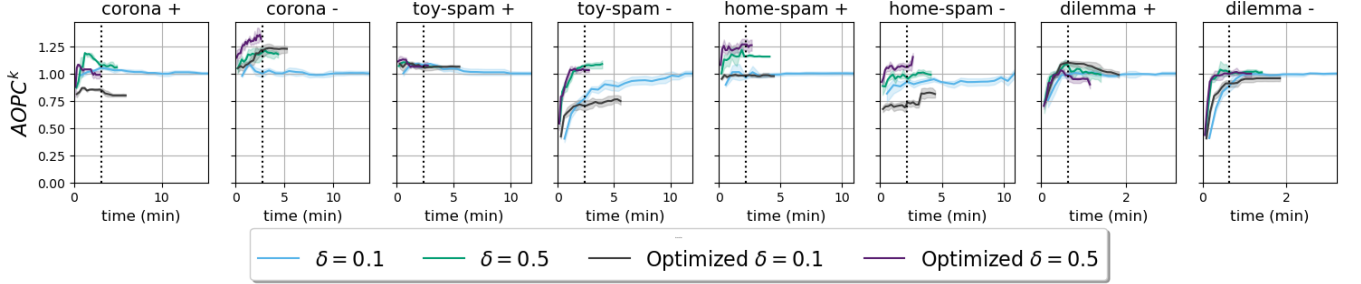 corona + corona - toy-spam + toy-spam - home-spam + home-spam - dilemma + dilemma -
AOPC^k
1.25
1.00
0.75
0.50
0.25
0.00
0 10 0 5 10 0 5 10 0 5 10 0 5 10 0 5 10 0 2 0 2
time (min) time (min) time (min) time (min) time (min) time (min) time (min) time (min)
δ = 0.1 δ = 0.5 Optimized δ = 0.1 Optimized δ = 0.5